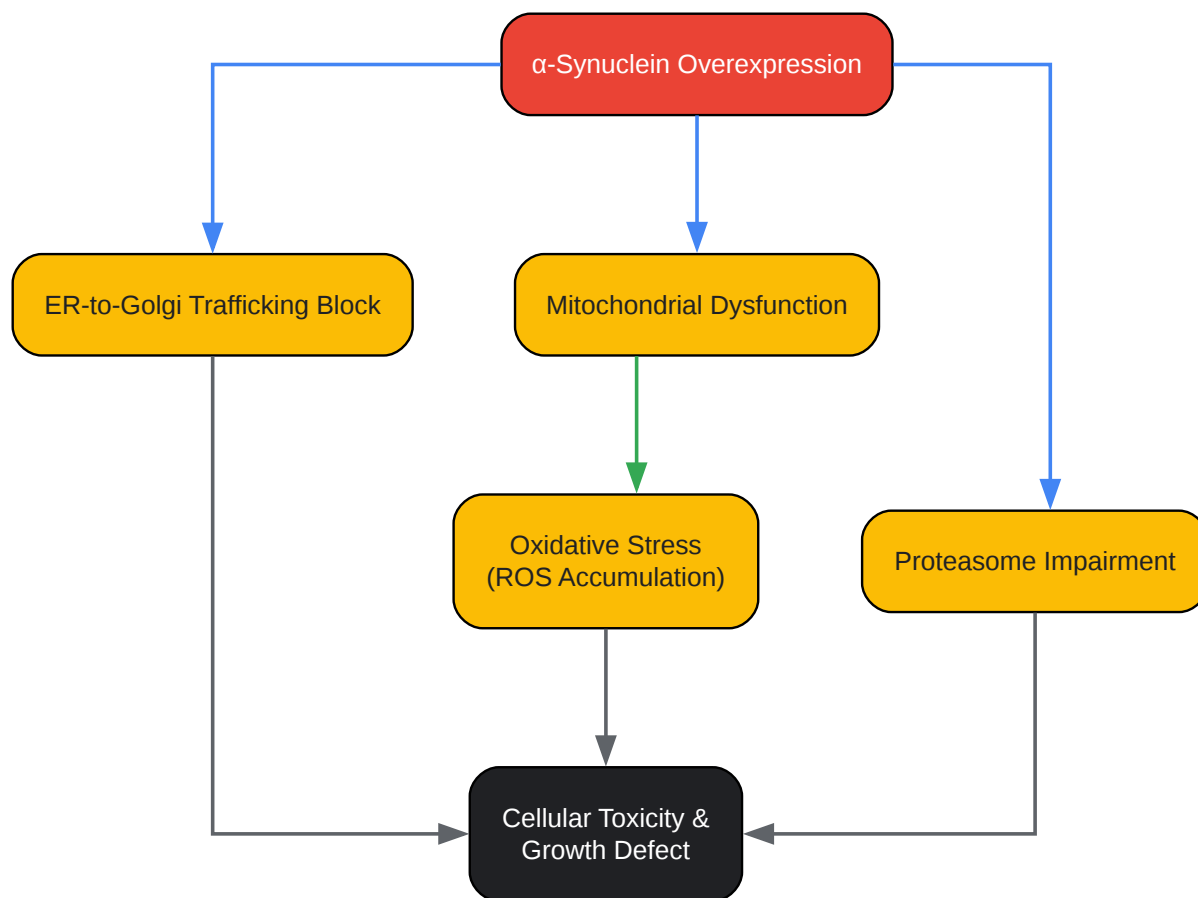 α-Synuclein Overexpression
ER-to-Golgi Trafficking Block
Mitochondrial Dysfunction
Oxidative Stress
(ROS Accumulation)
Proteasome Impairment
Cellular Toxicity &
Growth Defect